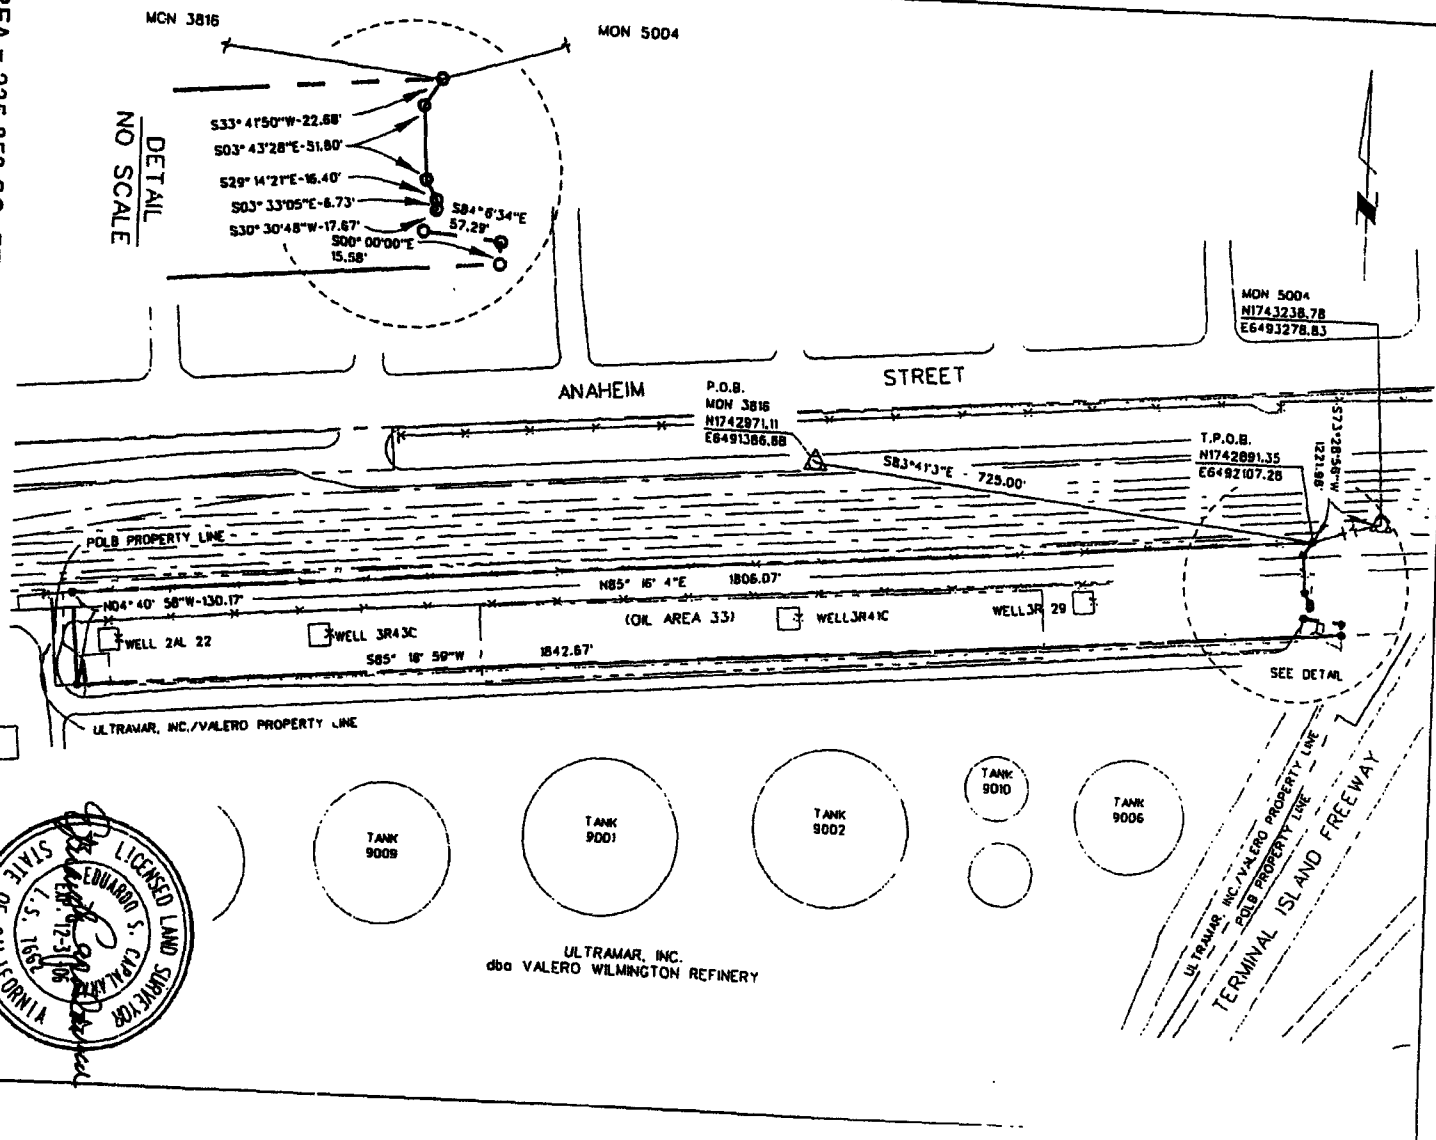 MCN 3816
MON 5004
DETAIL
NO SCALE
S33° 41'50"W-22.68'
S03° 43'28"E-51.80'
S29° 14'21"E-16.40'
S03° 33'05"E-6.73'
S30° 30'48"W-17.67'
S84°6'34"E
57.29'
S00° 00'00"E
15.58'
MON 5004
N1743238.78
E6493278.83
ANAHEIM STREET
P.O.B.
MON 3816
N1742971.11
E6491386.68
S83°41'3"E - 725.00'
T.P.O.B.
N1742891.35
E6492107.28
S73°28'58"W
1221.98'
POLB PROPERTY LINE
N85° 16' 4"E 1806.07'
N04° 40' 58"W-130.17'
WELL 2AL 22
WELL 3R43C
(OIL AREA 33)
WELL3R41C
WELL3R 29
S85° 18' 59"W 1842.67'
SEE DETAIL
ULTRAMAR, INC./VALERO PROPERTY LINE
TANK
9009
TANK
9001
TANK
9002
TANK
9010
TANK
9006
ULTRAMAR, INC./VALERO PROPERTY LINE
POLB PROPERTY LINE
TERMINAL ISLAND FREEWAY
ULTRAMAR, INC.
dba VALERO WILMINGTON REFINERY
LICENSED LAND SURVEYOR
EDUARDO S.
L.S. 7662
STATE OF CALIFORNIA